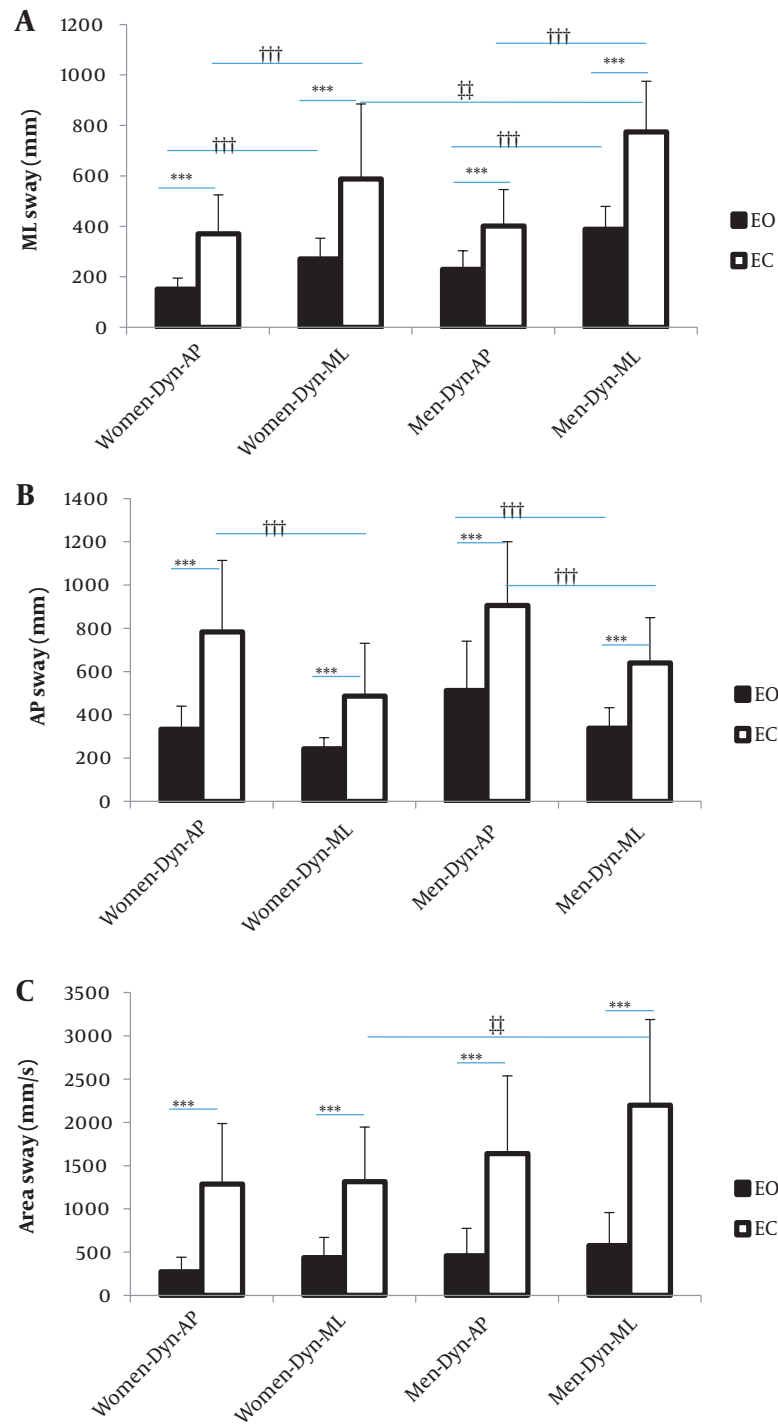 A
ML sway (mm)
1200
1000
800
600
400
200
0
***
†††
†††
***
‡‡
‡‡
***
†††
†††
***
EO
EC
Women-Dyn-AP
Women-Dyn-ML
Men-Dyn-AP
Men-Dyn-ML
B
AP sway (mm)
1400
1200
1000
800
600
400
200
0
***
†††
***
***
†††
†††
***
EO
EC
Women-Dyn-AP
Women-Dyn-ML
Men-Dyn-AP
Men-Dyn-ML
C
Area sway (mm/s)
3500
3000
2500
2000
1500
1000
500
0
***
***
‡‡
‡‡
***
***
EO
EC
Women-Dyn-AP
Women-Dyn-ML
Men-Dyn-AP
Men-Dyn-ML